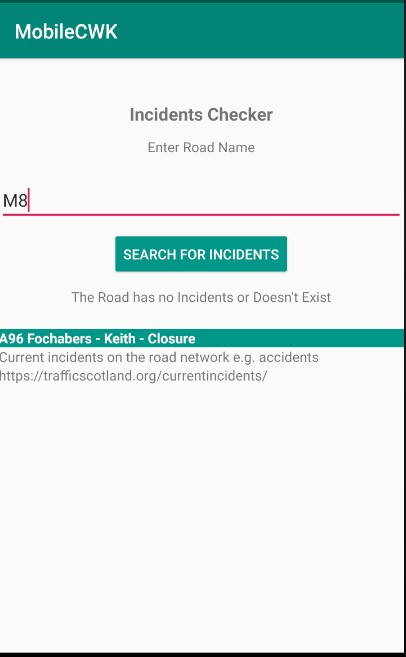 MobileCWK
Incidents Checker
Enter Road Name
M8
SEARCH FOR INCIDENTS
The Road has no Incidents or Doesn't Exist
A96 Fochabers - Keith - Closure
Current incidents on the road network e.g. accidents
https://trafficscotland.org/currentincidents/